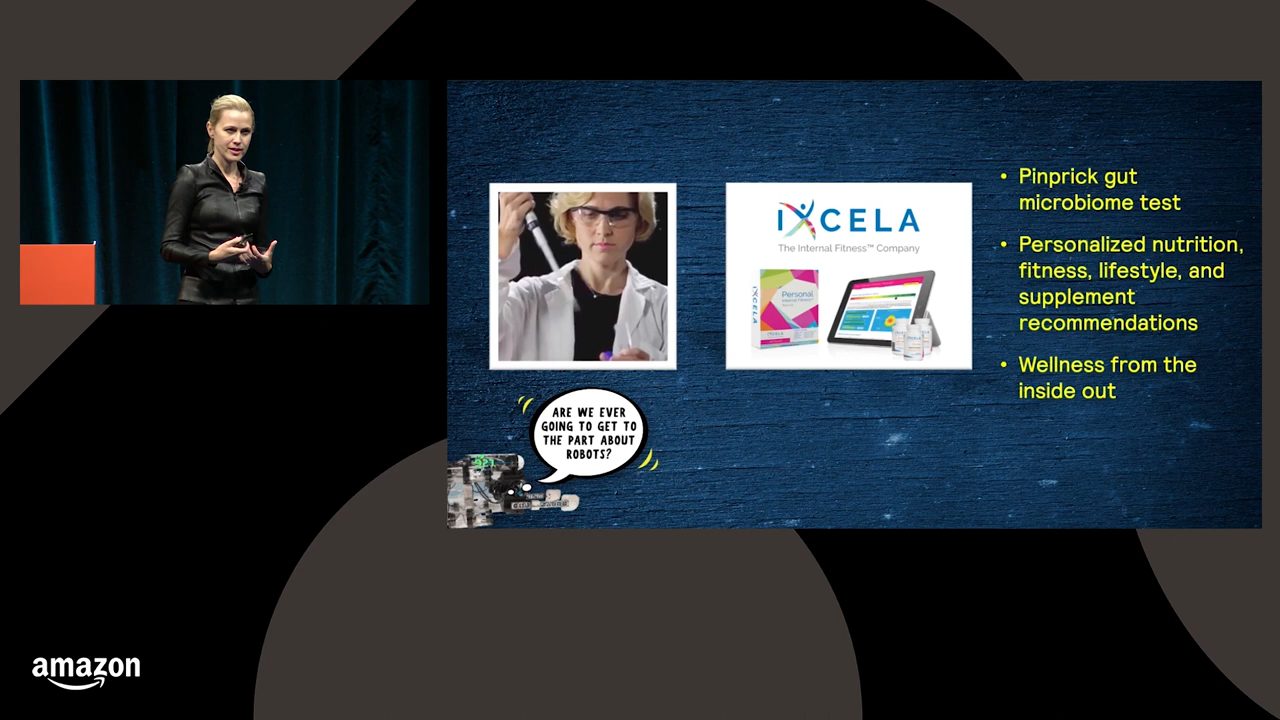 IXCELA
The Internal Fitness™ Company
Personal
IXCELA
• Pinprick gut
microbiome test
• Personalized nutrition,
fitness, lifestyle, and
supplement
recommendations
• Wellness from the
inside out
ARE WE EVER
GOING TO GET TO
THE PART ABOUT
ROBOTS?
amazon